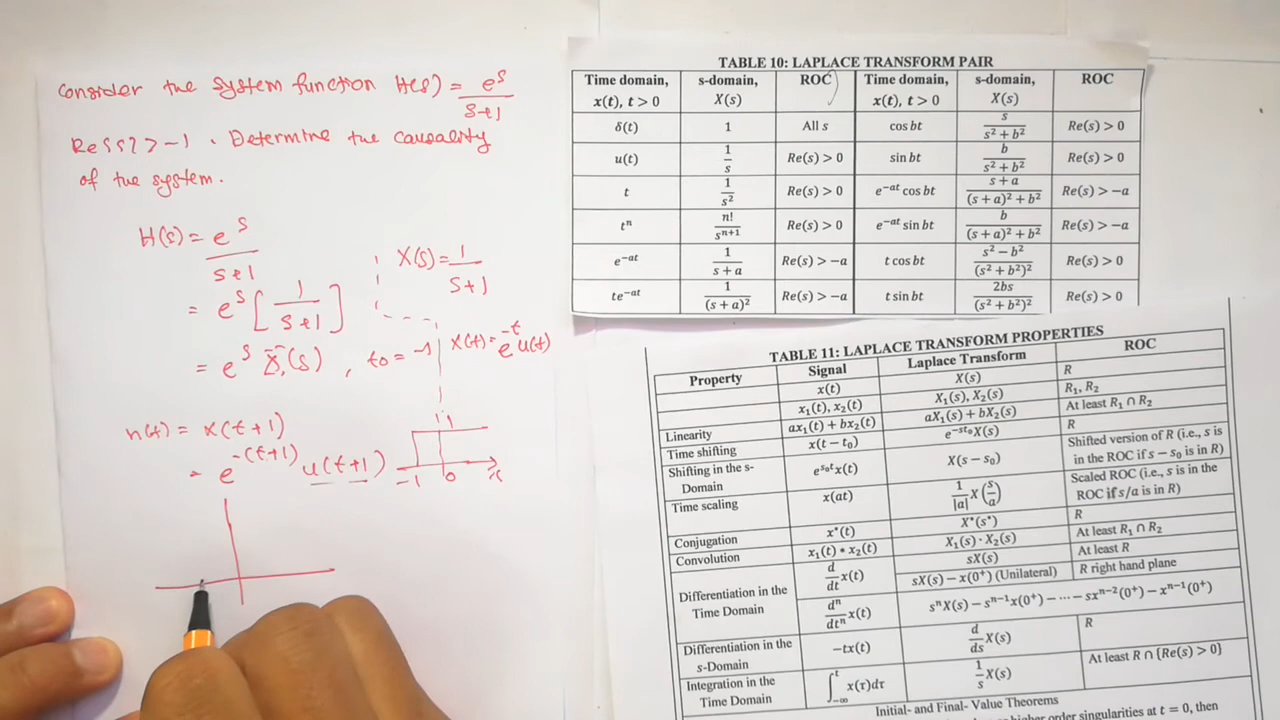 Consider the system function H(s) = e^s / s+1
Re{s} > -1 . Determine the causality
of the system.
H(s) = e^s / s+1
= e^s [ 1 / s+1 ]
= e^s X(s) , t0 = -1
X(s) = 1 / s+1
x(t) = e^-t u(t)
h(t) = x(t+1)
= e^-(t+1) u(t+1)
1
-1 0
TABLE 10: LAPLACE TRANSFORM PAIR
Time domain, x(t), t > 0 s-domain, X(s) ROC Time domain, x(t), t > 0 s-domain, X(s) ROC
δ(t) 1 All s cos bt s / s² + b² Re(s) > 0
u(t) 1 / s Re(s) > 0 sin bt b / s² + b² Re(s) > 0
t 1 / s² Re(s) > 0 e^−at cos bt s + a / (s + a)² + b² Re(s) > −a
tⁿ n! / s^n+1 Re(s) > 0 e^−at sin bt b / (s + a)² + b² Re(s) > −a
e^−at 1 / s + a Re(s) > −a t cos bt s² − b² / (s² + b²)² Re(s) > 0
te^−at 1 / (s + a)² Re(s) > −a t sin bt 2bs / (s² + b²)² Re(s) > 0
TABLE 11: LAPLACE TRANSFORM PROPERTIES
Property Signal Laplace Transform ROC
x(t) X(s) R
x₁(t), x₂(t) X₁(s), X₂(s) R₁, R₂
Linearity ax₁(t) + bx₂(t) aX₁(s) + bX₂(s) At least R₁ ∩ R₂
Time shifting x(t − t₀) e^−st₀ X(s) R
Shifting in the s-Domain e^s₀t x(t) X(s − s₀) Shifted version of R (i.e., s is in the ROC if s − s₀ is in R)
Time scaling x(at) 1 / |a| X(s / a) Scaled ROC (i.e., s is in the ROC if s/a is in R)
Conjugation x*(t) X*(s*) R
Convolution x₁(t) * x₂(t) X₁(s) · X₂(s) At least R₁ ∩ R₂
Differentiation in the Time Domain d / dt x(t) sX(s) At least R
sX(s) − x(0⁺) (Unilateral) R right hand plane
dⁿ / dtⁿ x(t) sⁿX(s) − s^n−1 x(0⁺) − ⋯ − sx^n−2(0⁺) − x^n−1(0⁺)
Differentiation in the s-Domain −tx(t) d / ds X(s) R
Integration in the Time Domain ∫ −∞ t x(τ)dτ 1 / s X(s) At least R ∩ {Re(s) > 0}
Initial- and Final- Value Theorems
order singularities at t = 0, then